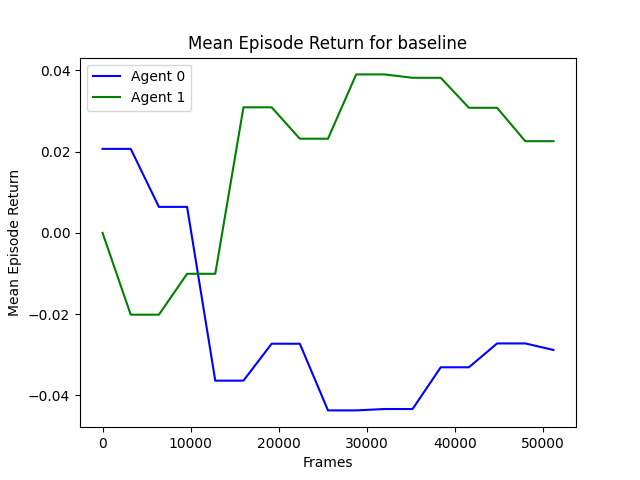 Mean Episode Return for baseline
Agent 0
Agent 1
Mean Episode Return
0.04
0.02
0.00
−0.02
−0.04
0 10000 20000 30000 40000 50000
Frames